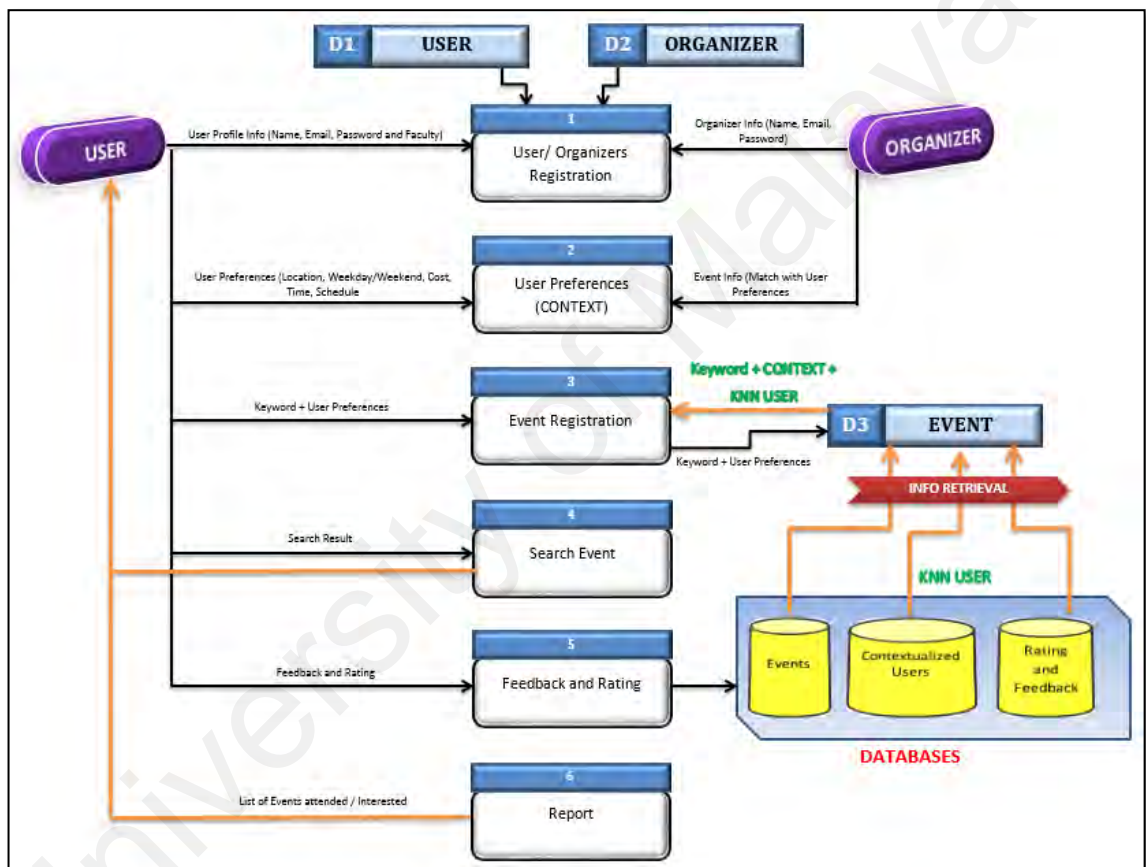 D1 USER
D2 ORGANIZER
USER
User Profile Info (Name, Email, Password and Faculty)
1
User/ Organizers
Registration
Organizer Info (Name, Email,
Password)
ORGANIZER
User Preferences (Location, Weekday/Weekend, Cost,
Time, Schedule
2
User Preferences
(CONTEXT)
Event Info (Match with User
Preferences
Keyword + User Preferences
3
Event Registration
Keyword + CONTEXT +
KNN USER
Keyword + User Preferences
D3 EVENT
INFO RETRIEVAL
Search Result
4
Search Event
KNN USER
Feedback and Rating
5
Feedback and Rating
Events
Contextualized
Users
Rating
and
Feedback
DATABASES
List of Events attended / Interested
6
Report
University of Malaya